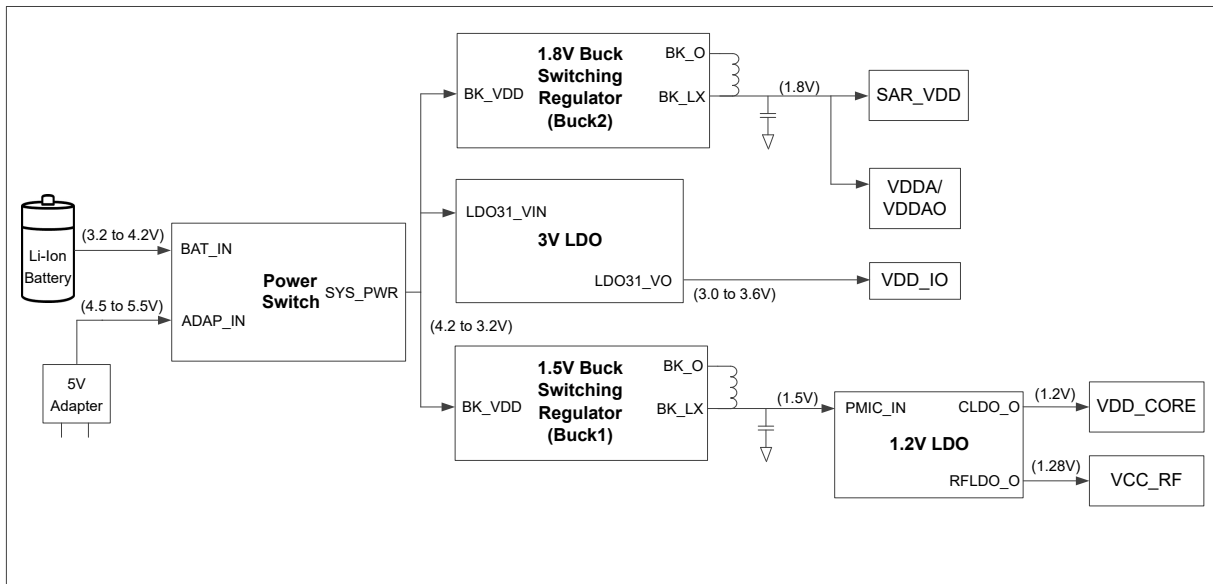 Li-Ion
Battery
(3.2 to 4.2V)
(4.5 to 5.5V)
5V
Adapter
BAT_IN
ADAP_IN
Power
Switch
SYS_PWR
(4.2 to 3.2V)
1.8V Buck
Switching
Regulator
(Buck2)
BK_VDD
BK_O
BK_LX
(1.8V)
SAR_VDD
VDDA/
VDDAO
LDO31_VIN
3V LDO
LDO31_VO
(3.0 to 3.6V)
VDD_IO
1.5V Buck
Switching
Regulator
(Buck1)
BK_VDD
BK_O
BK_LX
(1.5V)
PMIC_IN
CLDO_O
1.2V LDO
RFLDO_O
(1.2V)
VDD_CORE
(1.28V)
VCC_RF